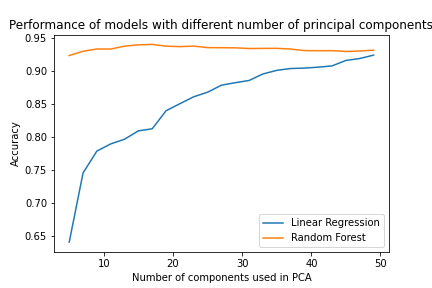 Performance of models with different number of principal components
0.95
0.90
0.85
0.80
0.75
0.70
0.65
Accuracy
Linear Regression
Random Forest
10 20 30 40 50
Number of components used in PCA